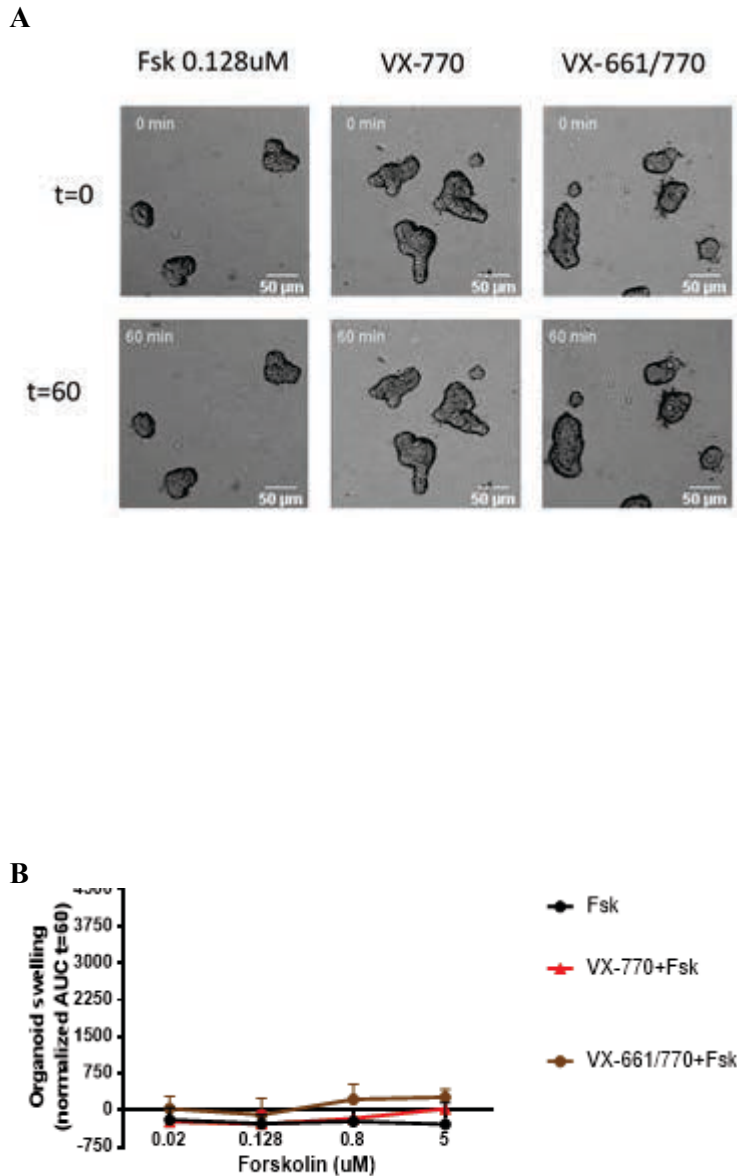 A
Fsk 0.128uM VX-770 VX-661/770
t=0
0 min 0 min 0 min
50 µm 50 µm 50 µm
t=60
60 min 60 min 60 min
50 µm 50 µm 50 µm
B
Organoid swelling
(normalized AUC t=60)
4500
3750
3000
2250
1500
750
0
-750
0.02 0.128 0.8 5
Forskolin (uM)
Fsk
VX-770+Fsk
VX-661/770+Fsk